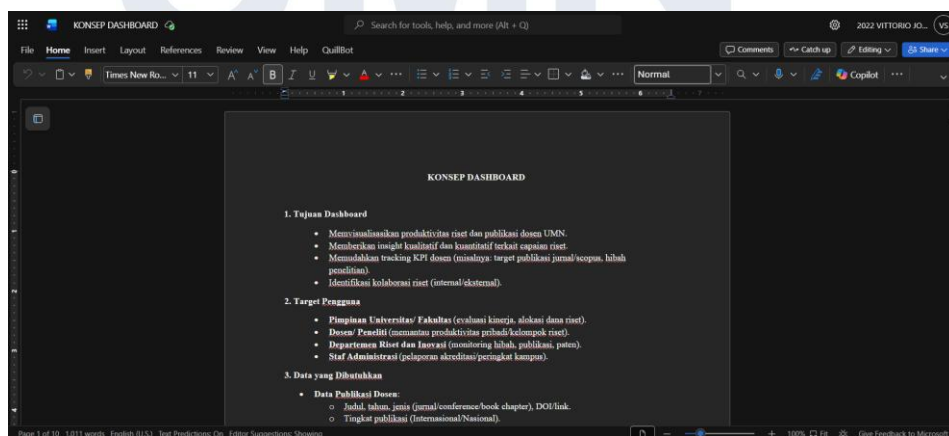 KONSEP DASHBOARD
Search for tools, help, and more (Alt + Q)
2022 VITTORIO JO...
VS
File Home Insert Layout References Review View Help QuillBot
Comments Catch up Editing Share
Times New Ro... 11 A A B I U A ... Normal Copilot ...
1 2 3 4 5 6 7
KONSEP DASHBOARD
1. Tujuan Dashboard
• Memvisualisasikan produktivitas riset dan publikasi dosen UMN.
• Memberikan insight kualitatif dan kuantitatif terkait capaian riset.
• Memudahkan tracking KPI dosen (misalnya: target publikasi jurnal/scopus, hibah
penelitian).
• Identifikasi kolaborasi riset (internal/eksternal).
2. Target Pengguna
• Pimpinan Universitas/ Fakultas (evaluasi kinerja, alokasi dana riset).
• Dosen/ Peneliti (memantau produktivitas pribadi/kelompok riset).
• Departemen Riset dan Inovasi (monitoring hibah, publikasi, paten).
• Staf Administrasi (pelaporan akreditasi/peringkat kampus).
3. Data yang Dibutuhkan
• Data Publikasi Dosen:
○ Judul, tahun, jenis (jurnal/conference/book chapter), DOI/link.
○ Tingkat publikasi (Internasional/Nasional).
Page 1 of 10 1,011 words English (U.S.) Text Predictions: On Editor Suggestions: Showing 100% Fit Give Feedback to Microsoft